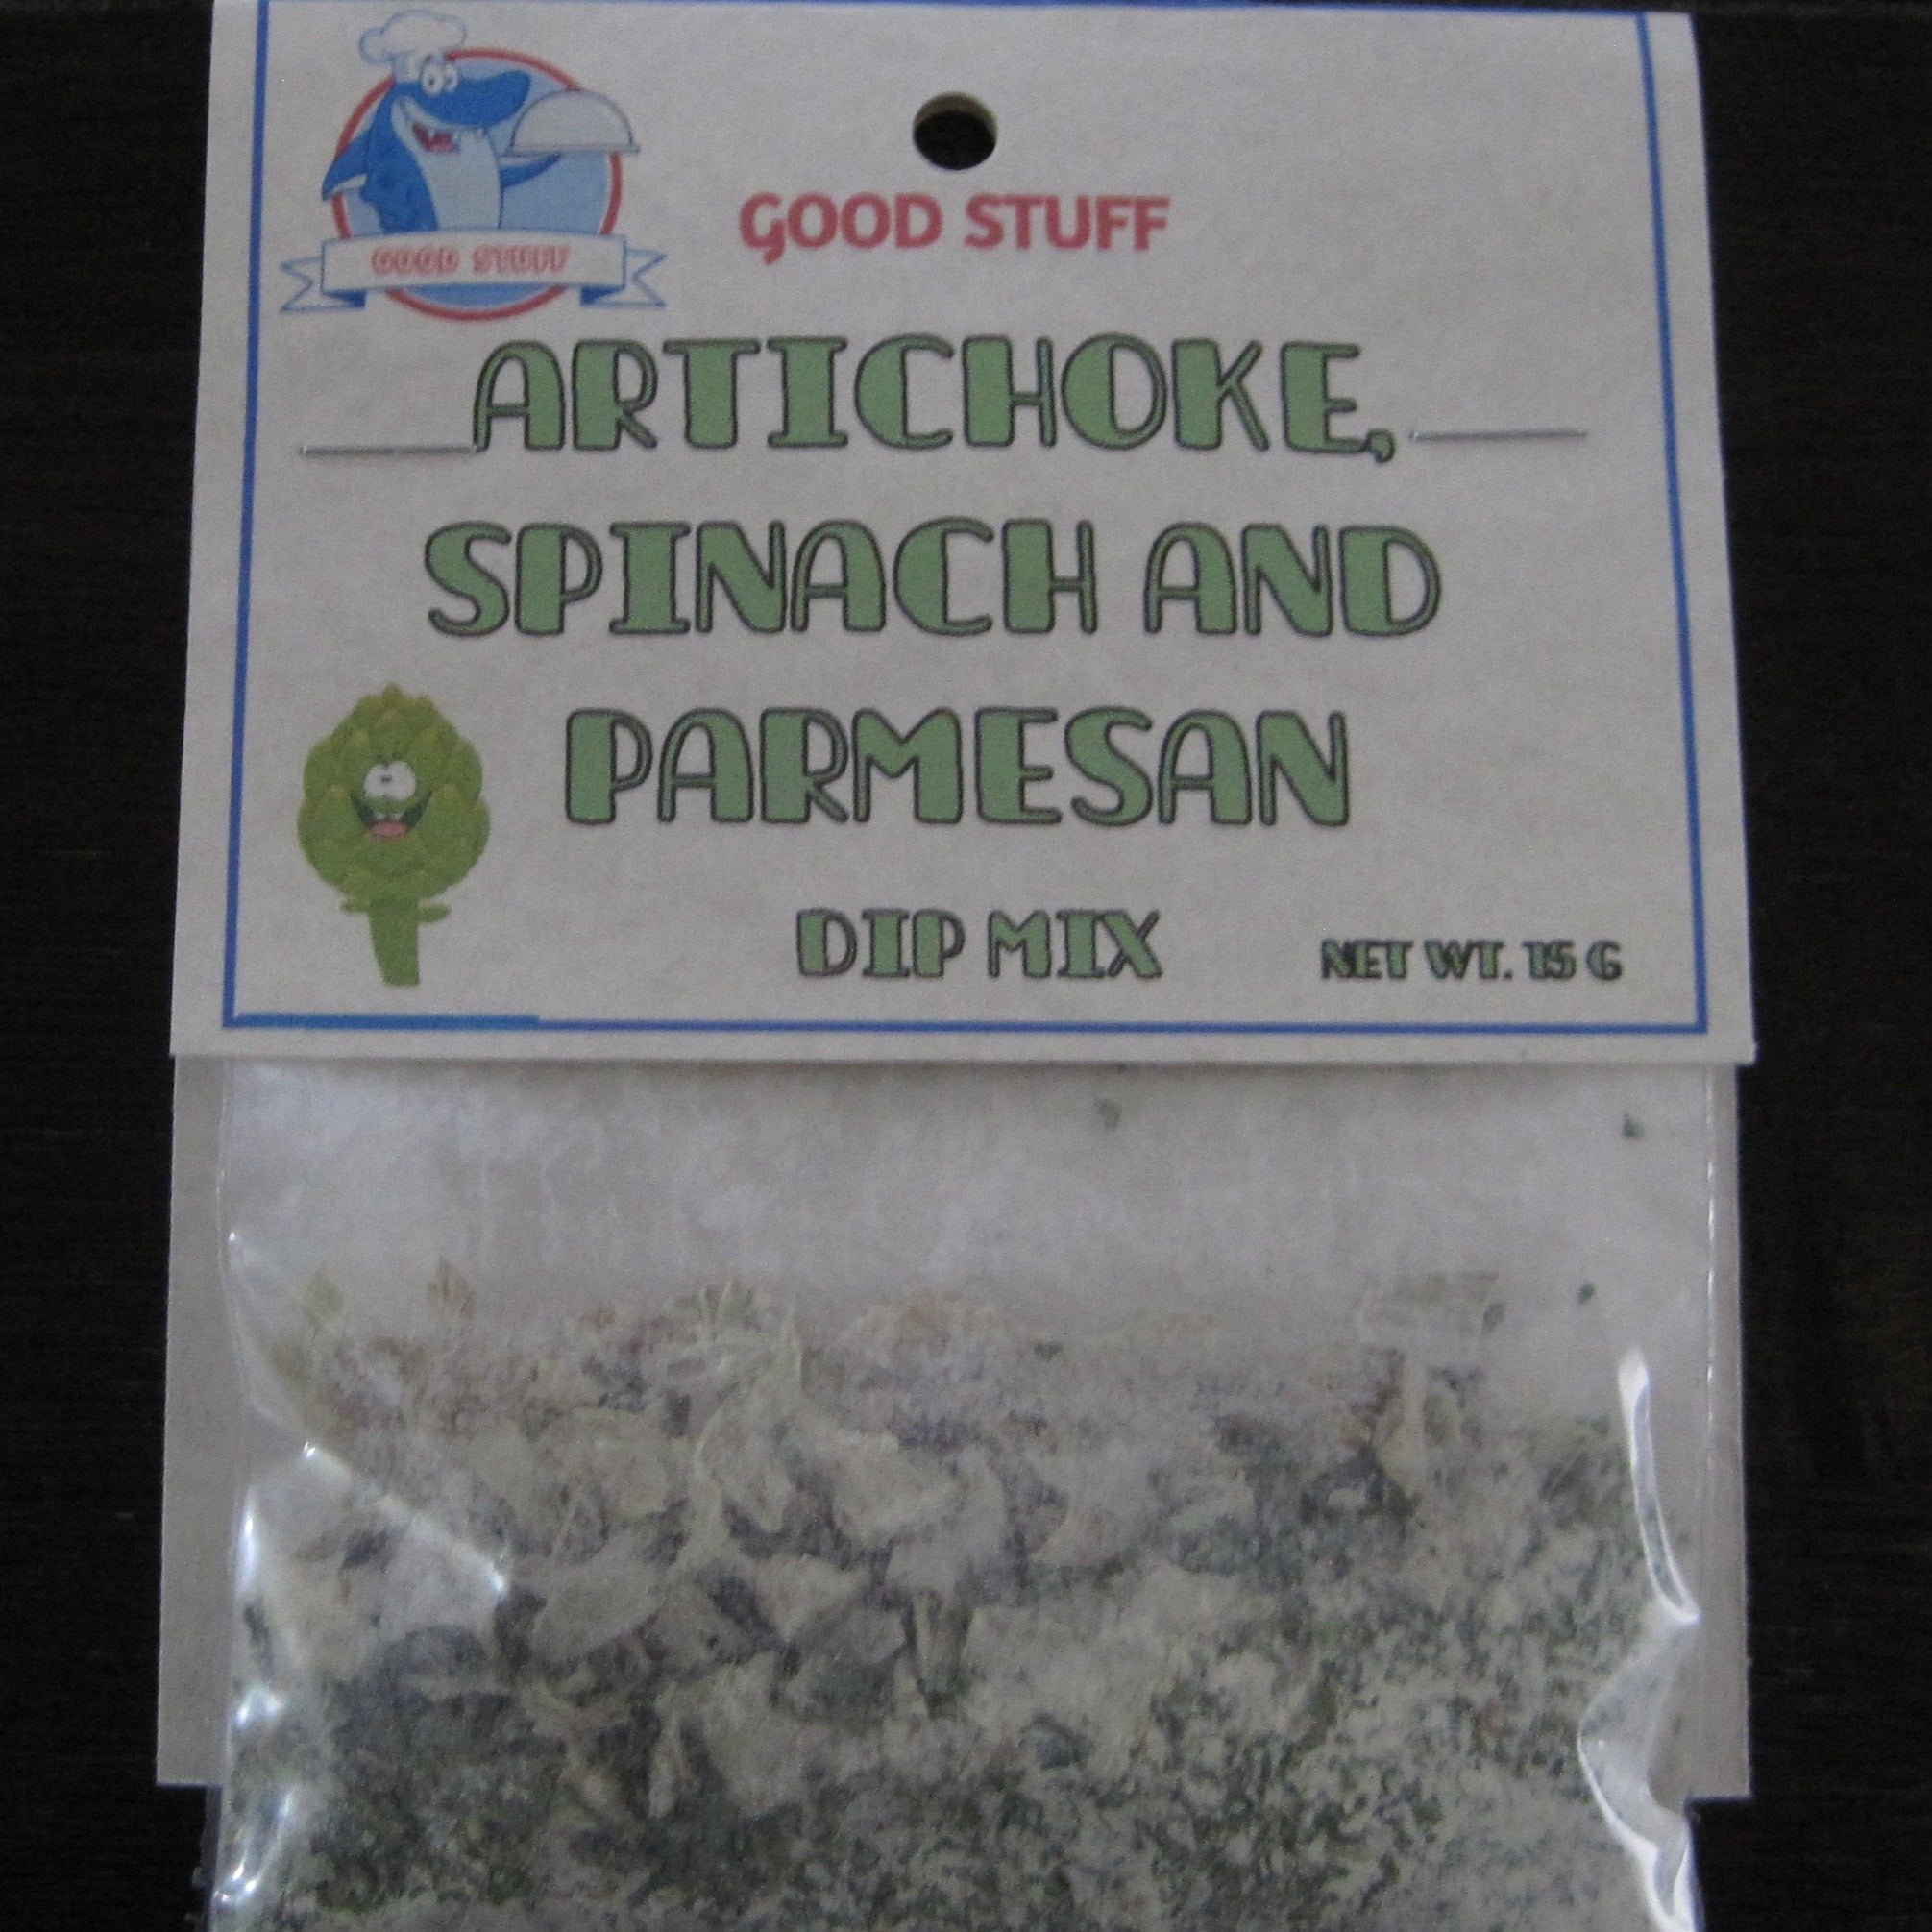 GOOD STUFF
GOOD STUFF
ARTICHOKE,
SPINACH AND
PARMESAN
DIP MIX
NET WT. 15 G